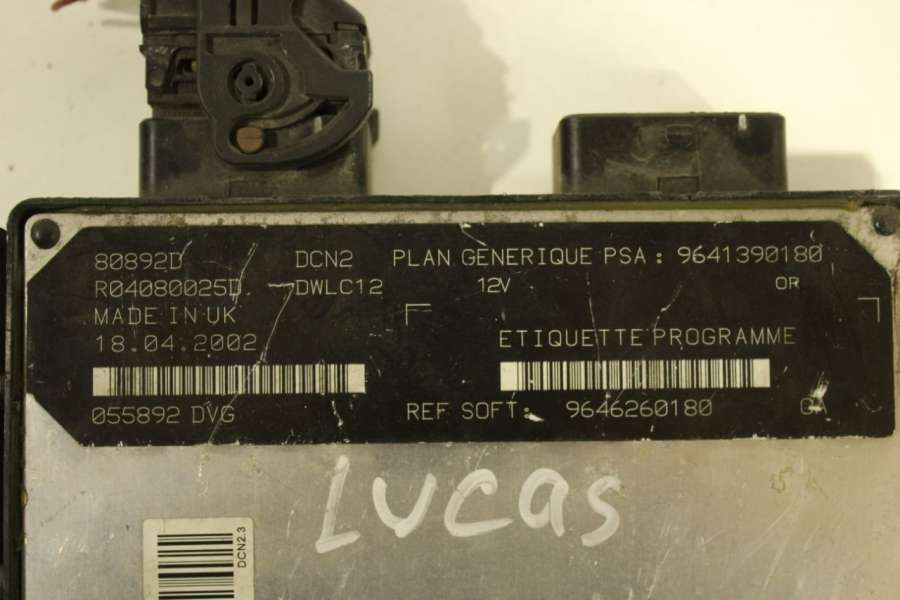 80892D DCN2 PLAN GENERIQUE PSA : 9641390180
R04080025D DWLC12 12V OR
MADE IN UK
18.04.2002 ETIQUETTE PROGRAMME
055892 DVG REF SOFT: 9646260180
Lucas
DCN2.3